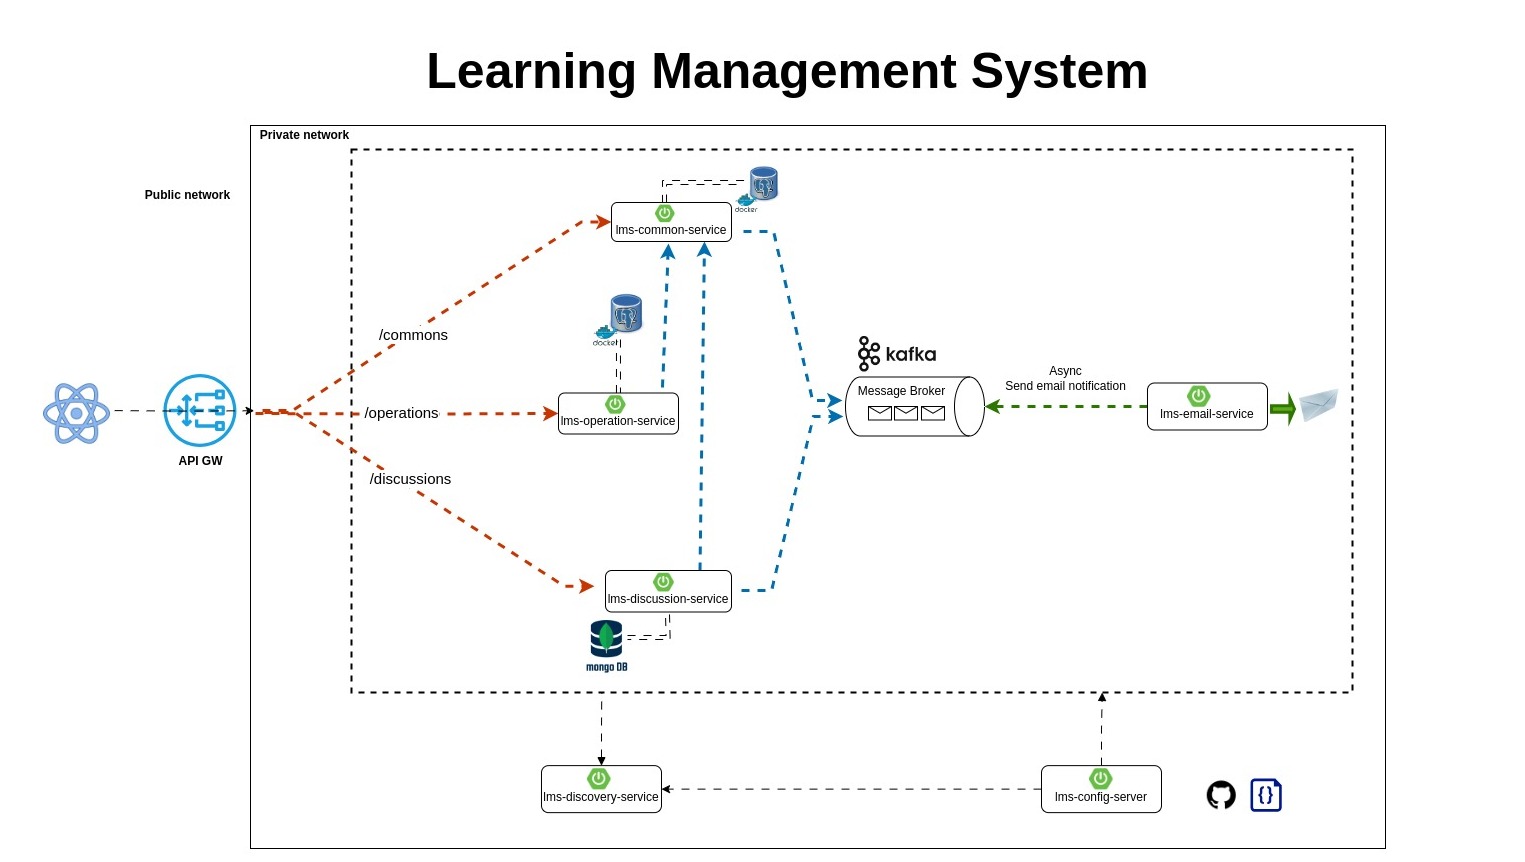 Learning Management System
Private network
Public network
docker
lms-common-service
docker
/commons
kafka
Async
Send email notification
Message Broker
/operations
lms-operation-service
lms-email-service
API GW
/discussions
lms-discussion-service
mongo DB
lms-discovery-service
lms-config-server
{}